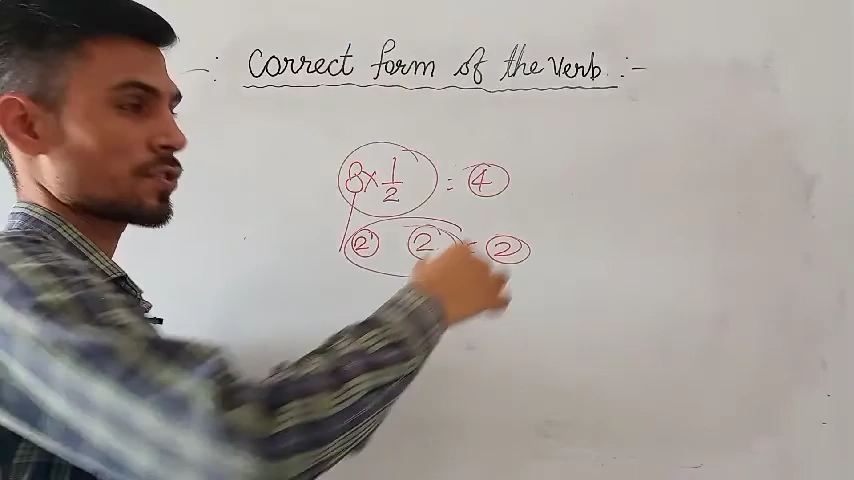 -: Correct form of the verb :-
8 × 1/2 = 4
2 2 = 2